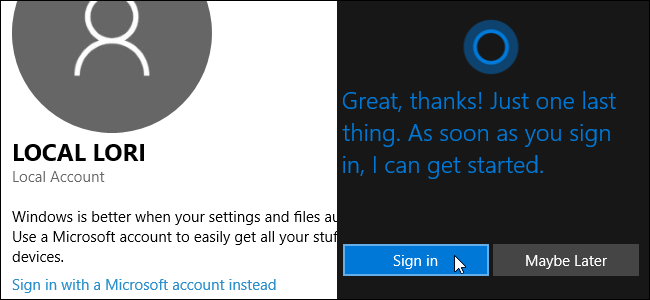 LOCAL LORI
Local Account
Windows is better when your settings and files
Use a Microsoft account to easily get all your
devices.
Sign in with a Microsoft account instead
Great, thanks! Just one last
thing. As soon as you sign
in, I can get started.
Sign in
Maybe Later